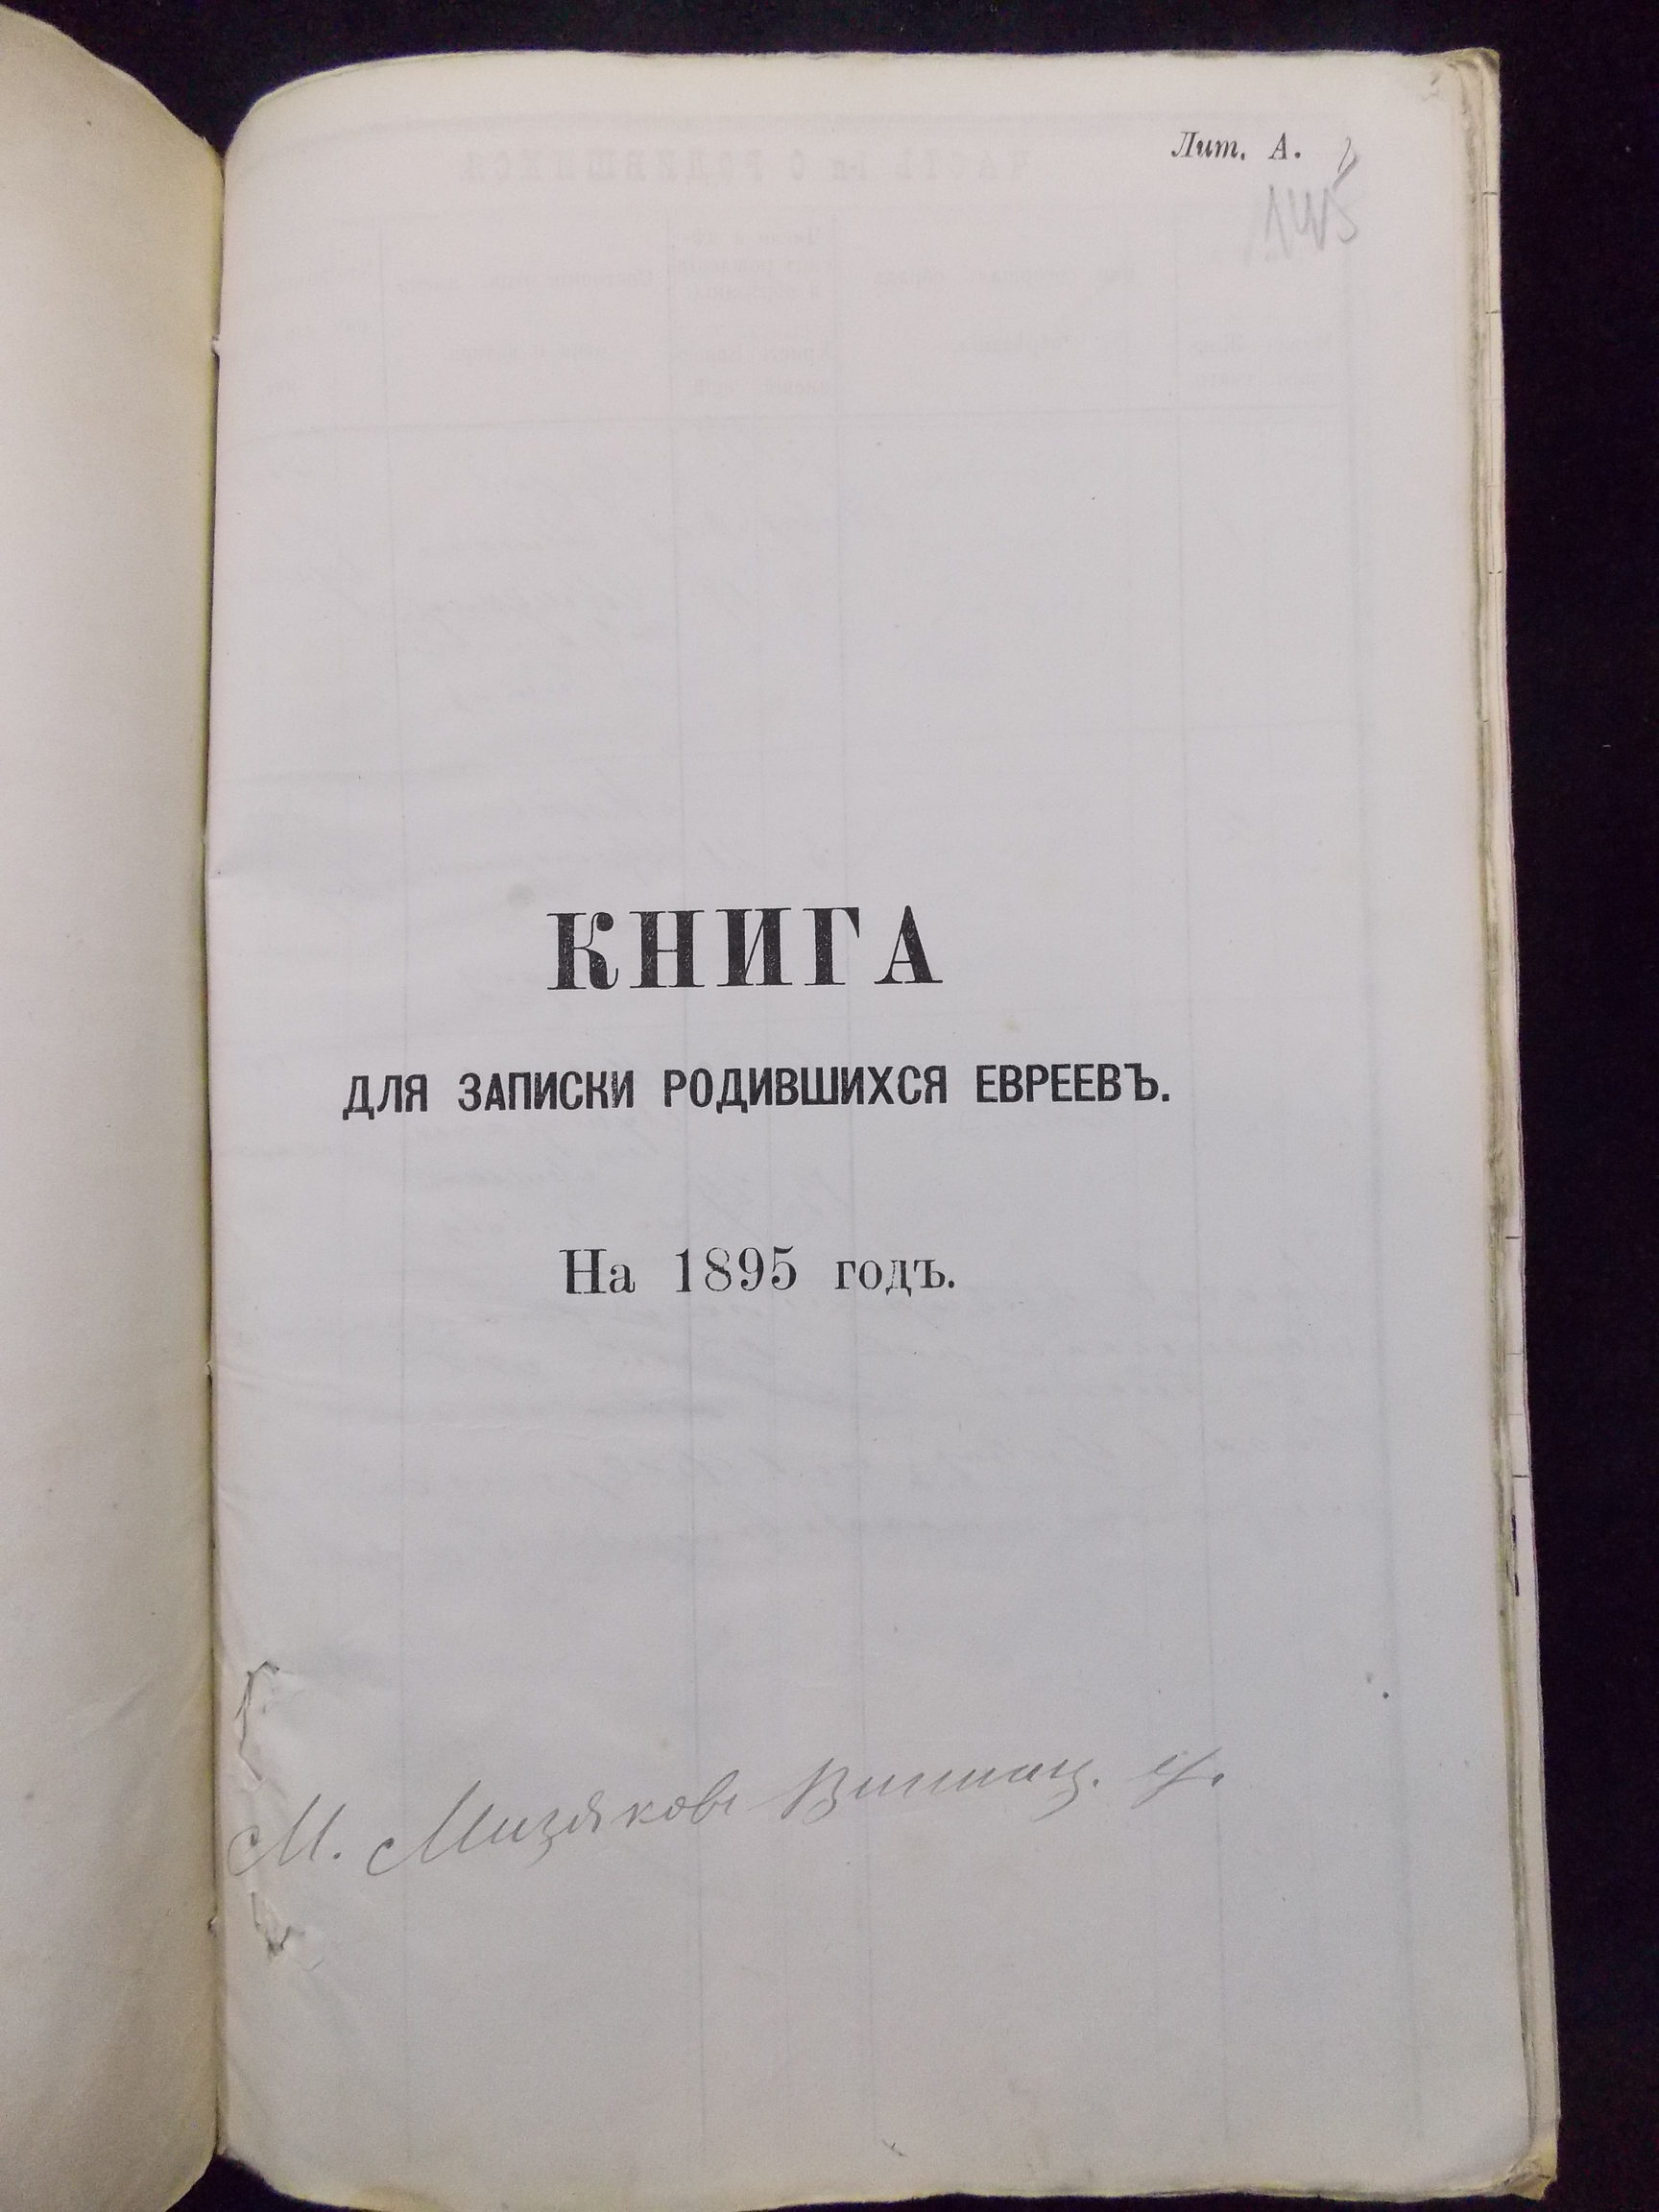 Лит. А.
КНИГА
ДЛЯ ЗАПИСКИ РОДИВШИХСЯ ЕВРЕЕВЪ.
На 1895 годъ.
М. Мизяковъ Винниц. у.